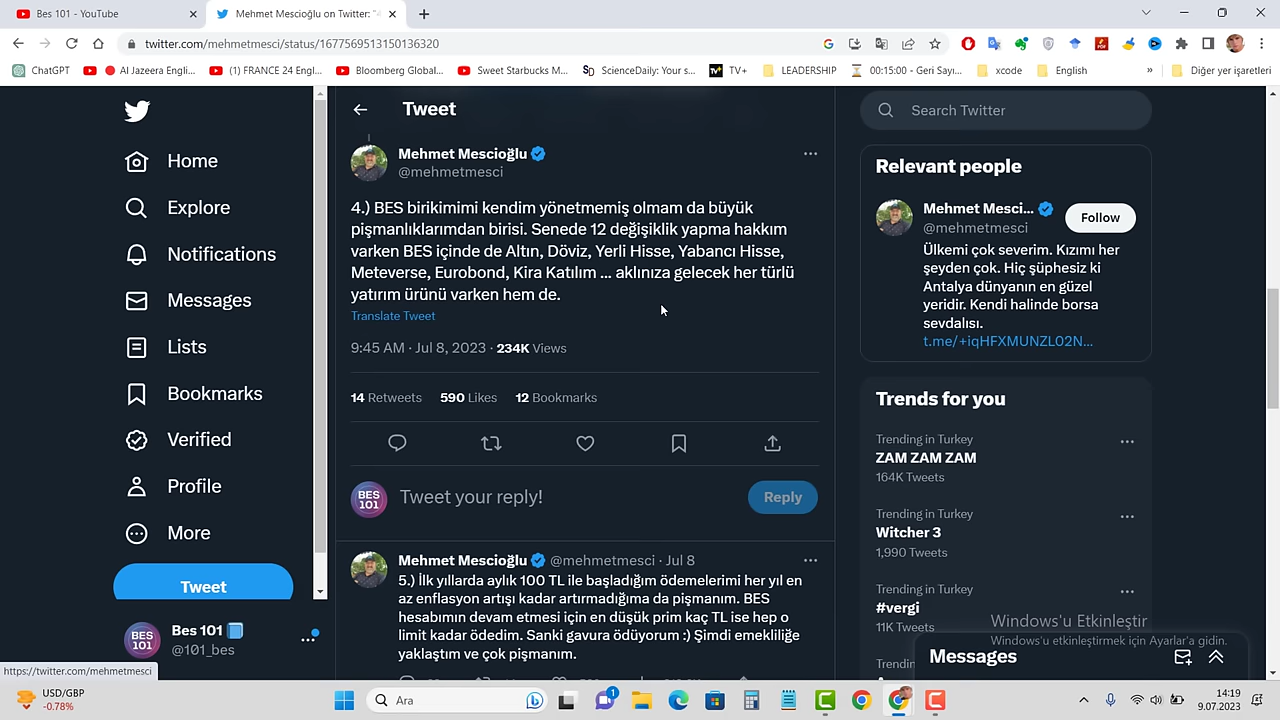 Bes 101 - YouTube
Mehmet Mescioğlu on Twitter: "4
twitter.com/mehmetmesci/status/1677569513150136320
ChatGPT
Al Jazeera Engli...
(1) FRANCE 24 Engl...
Bloomberg Global...
Sweet Starbucks M...
ScienceDaily: Your s...
TV+
LEADERSHIP
00:15:00 - Geri Sayı...
xcode
English
»
Diğer yer işaretleri
Home
Explore
Notifications
Messages
Lists
Bookmarks
Verified
Profile
More
Tweet
BES 101
Bes 101
@101_bes
https://twitter.com/mehmetmesci
Tweet
Mehmet Mescioğlu
@mehmetmesci
4.) BES birikimimi kendim yönetmemiş olmam da büyük
pişmanlıklarımdan birisi. Senede 12 değişiklik yapma hakkım
varken BES içinde de Altın, Döviz, Yerli Hisse, Yabancı Hisse,
Meteverse, Eurobond, Kira Katılım ... aklınıza gelecek her türlü
yatırım ürünü varken hem de.
Translate Tweet
9:45 AM · Jul 8, 2023 · 234K Views
14 Retweets 590 Likes 12 Bookmarks
BES 101
Tweet your reply!
Reply
Mehmet Mescioğlu @mehmetmesci · Jul 8
5.) İlk yıllarda aylık 100 TL ile başladığım ödemelerimi her yıl en
az enflasyon artışı kadar artırmadığıma da pişmanım. BES
hesabımın devam etmesi için en düşük prim kaç TL ise hep o
limit kadar ödedim. Sanki gavura ödüyorum :) Şimdi emekliliğe
yaklaştım ve çok pişmanım.
Search Twitter
Relevant people
Mehmet Mesci...
@mehmetmesci
Follow
Ülkemi çok severim. Kızımı her
şeyden çok. Hiç şüphesiz ki
Antalya dünyanın en güzel
yeridir. Kendi halinde borsa
sevdalısı.
t.me/+iqHFXMUNZL02N...
Trends for you
Trending in Turkey
ZAM ZAM ZAM
164K Tweets
Trending in Turkey
Witcher 3
1,990 Tweets
Trending in Turkey
#vergi
11K Tweets
Trendin
Windows'u Etkinleştir
Windows'u etkinleştirmek için Ayarlar'a gidin.
Messages
USD/GBP
-0.78%
Ara
1
14:19
9.07.2023